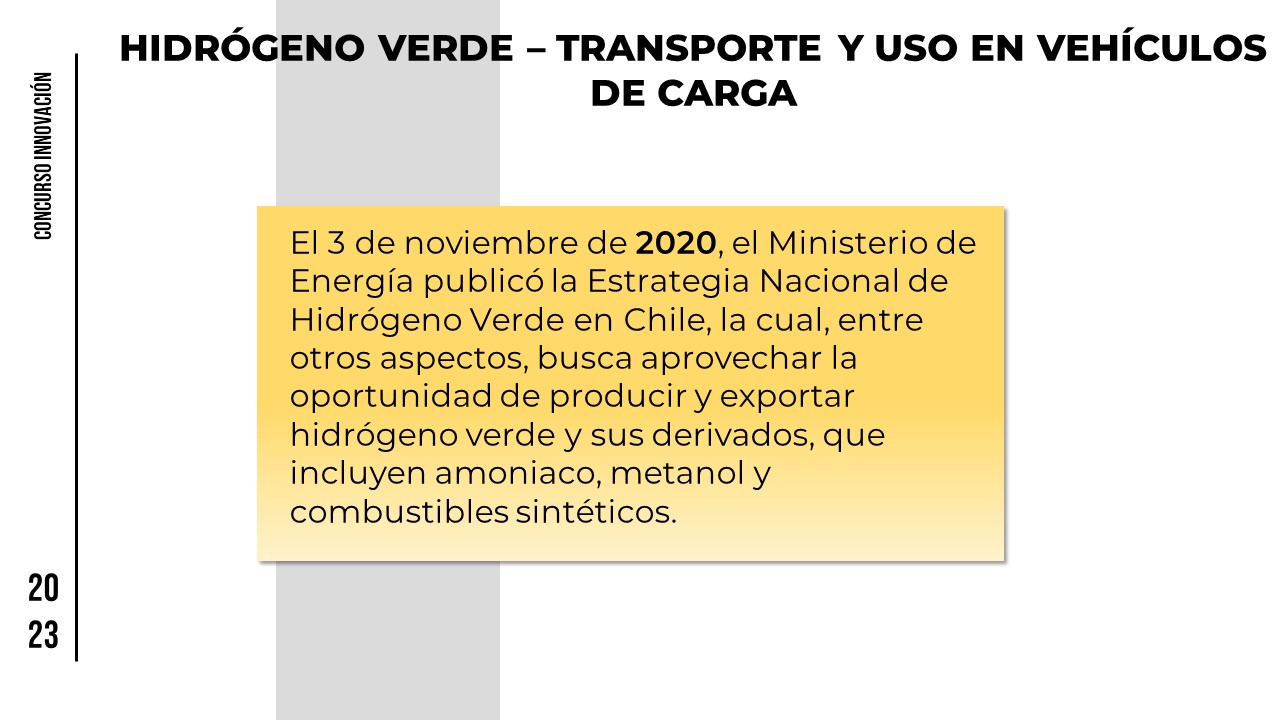 HIDRÓGENO VERDE – TRANSPORTE Y USO EN VEHÍCULOS
DE CARGA
CONCURSO INNOVACIÓN
El 3 de noviembre de 2020, el Ministerio de
Energía publicó la Estrategia Nacional de
Hidrógeno Verde en Chile, la cual, entre
otros aspectos, busca aprovechar la
oportunidad de producir y exportar
hidrógeno verde y sus derivados, que
incluyen amoniaco, metanol y
combustibles sintéticos.
20
23